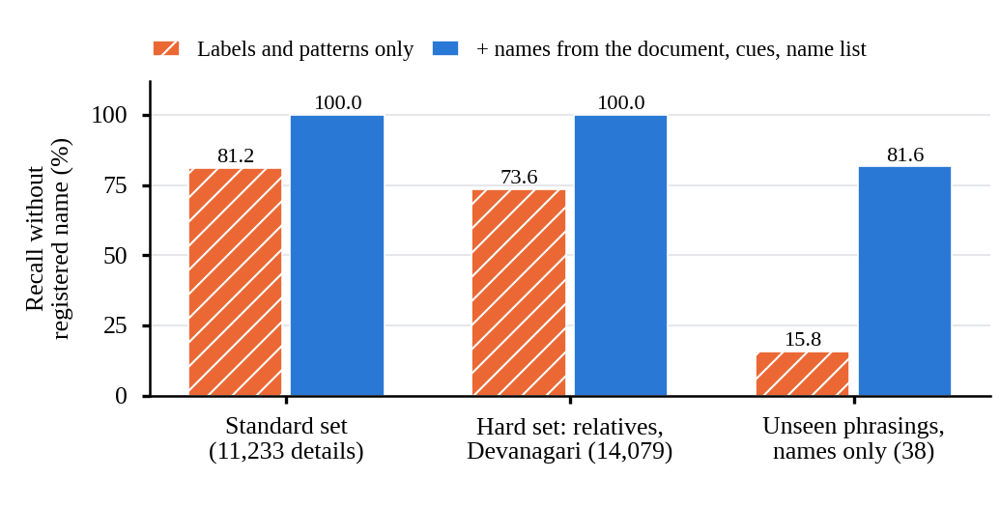 Labels and patterns only
+ names from the document, cues, name list
Recall without
registered name (%)
100
75
50
25
0
81.2
100.0
73.6
100.0
15.8
81.6
Standard set
(11,233 details)
Hard set: relatives,
Devanagari (14,079)
Unseen phrasings,
names only (38)